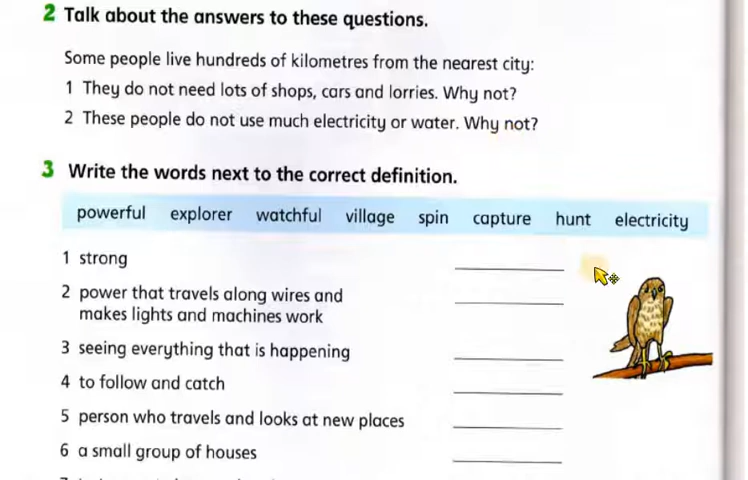 2 Talk about the answers to these questions.
Some people live hundreds of kilometres from the nearest city:
1 They do not need lots of shops, cars and lorries. Why not?
2 These people do not use much electricity or water. Why not?
3 Write the words next to the correct definition.
powerful explorer watchful village spin capture hunt electricity
1 strong
2 power that travels along wires and
makes lights and machines work
3 seeing everything that is happening
4 to follow and catch
5 person who travels and looks at new places
6 a small group of houses